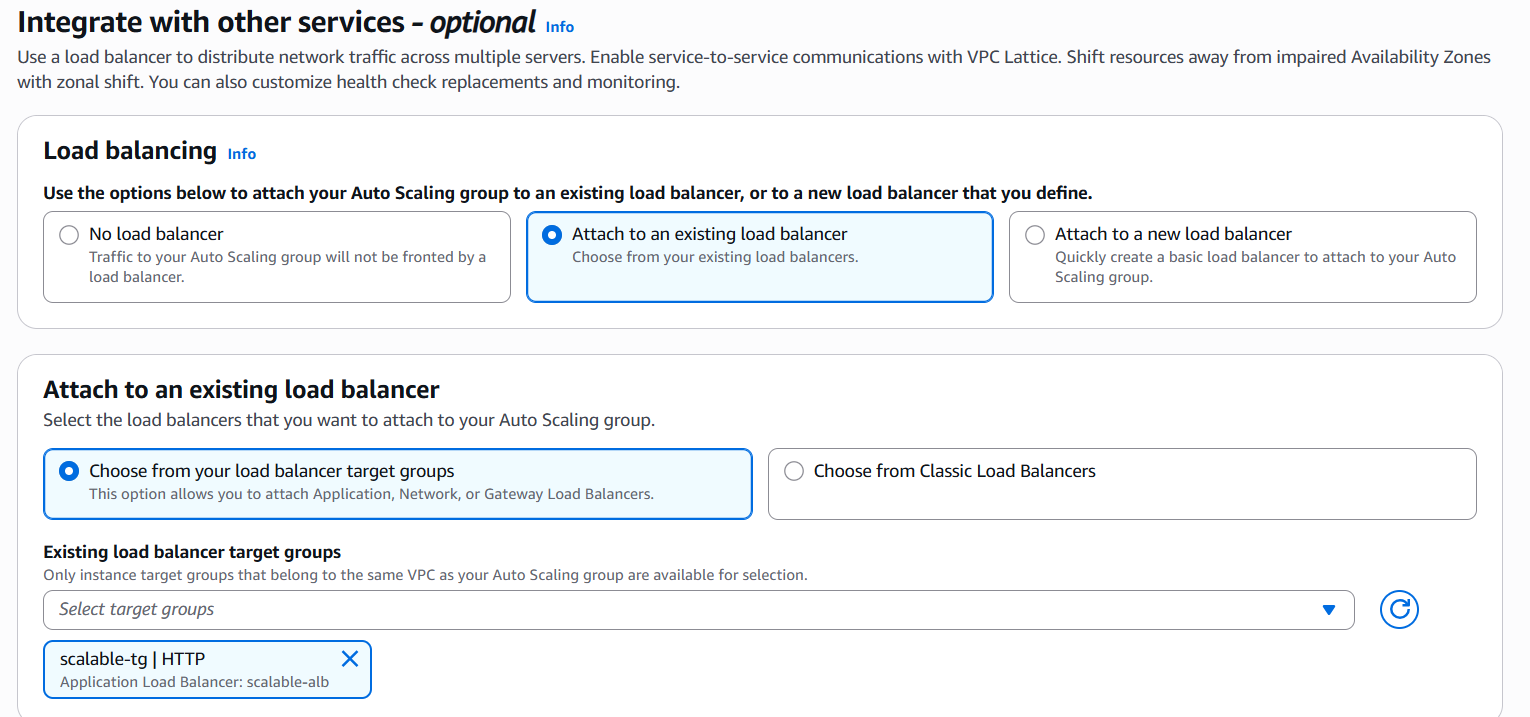 Integrate with other services - optional Info
Use a load balancer to distribute network traffic across multiple servers. Enable service-to-service communications with VPC Lattice. Shift resources away from impaired Availability Zones
with zonal shift. You can also customize health check replacements and monitoring.
Load balancing Info
Use the options below to attach your Auto Scaling group to an existing load balancer, or to a new load balancer that you define.
No load balancer
Traffic to your Auto Scaling group will not be fronted by a
load balancer.
Attach to an existing load balancer
Choose from your existing load balancers.
Attach to a new load balancer
Quickly create a basic load balancer to attach to your Auto
Scaling group.
Attach to an existing load balancer
Select the load balancers that you want to attach to your Auto Scaling group.
Choose from your load balancer target groups
This option allows you to attach Application, Network, or Gateway Load Balancers.
Choose from Classic Load Balancers
Existing load balancer target groups
Only instance target groups that belong to the same VPC as your Auto Scaling group are available for selection.
Select target groups
scalable-tg | HTTP
Application Load Balancer: scalable-alb